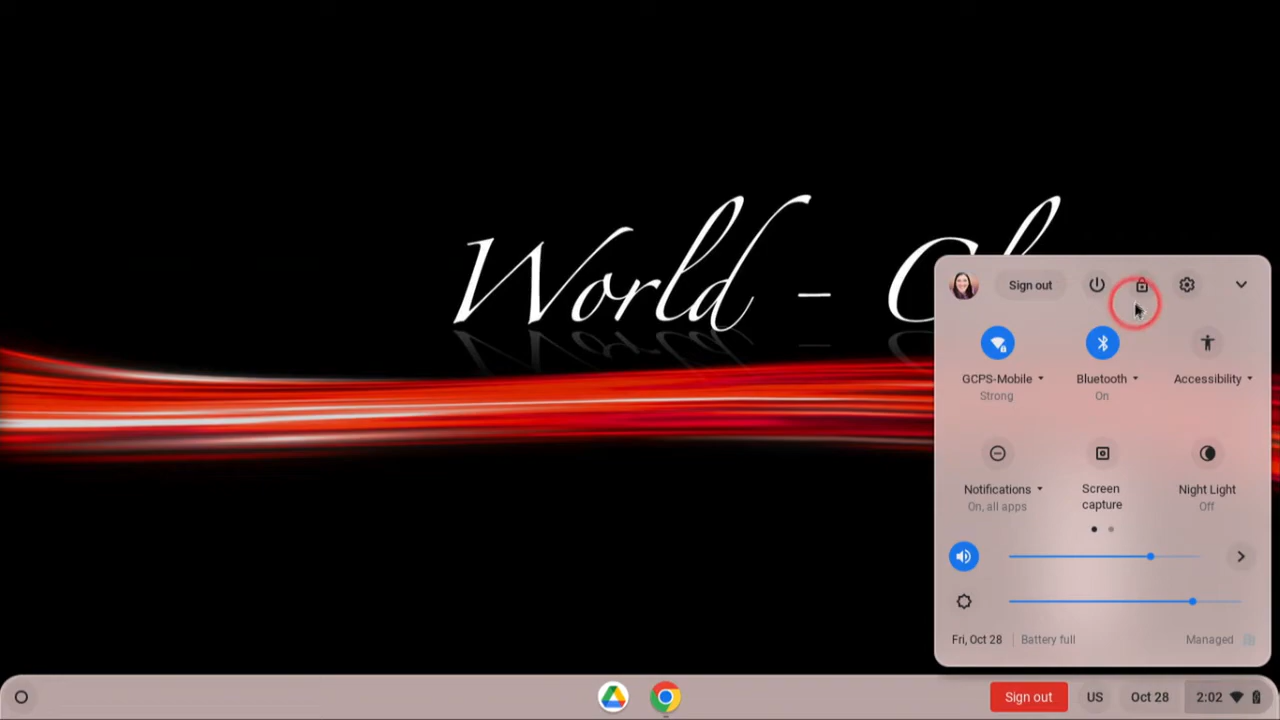 World - C
Sign out
GCPS-Mobile
Strong
Bluetooth
On
Accessibility
Notifications
On, all apps
Screen
capture
Night Light
Off
Fri, Oct 28
Battery full
Managed
Sign out
US
Oct 28
2:02